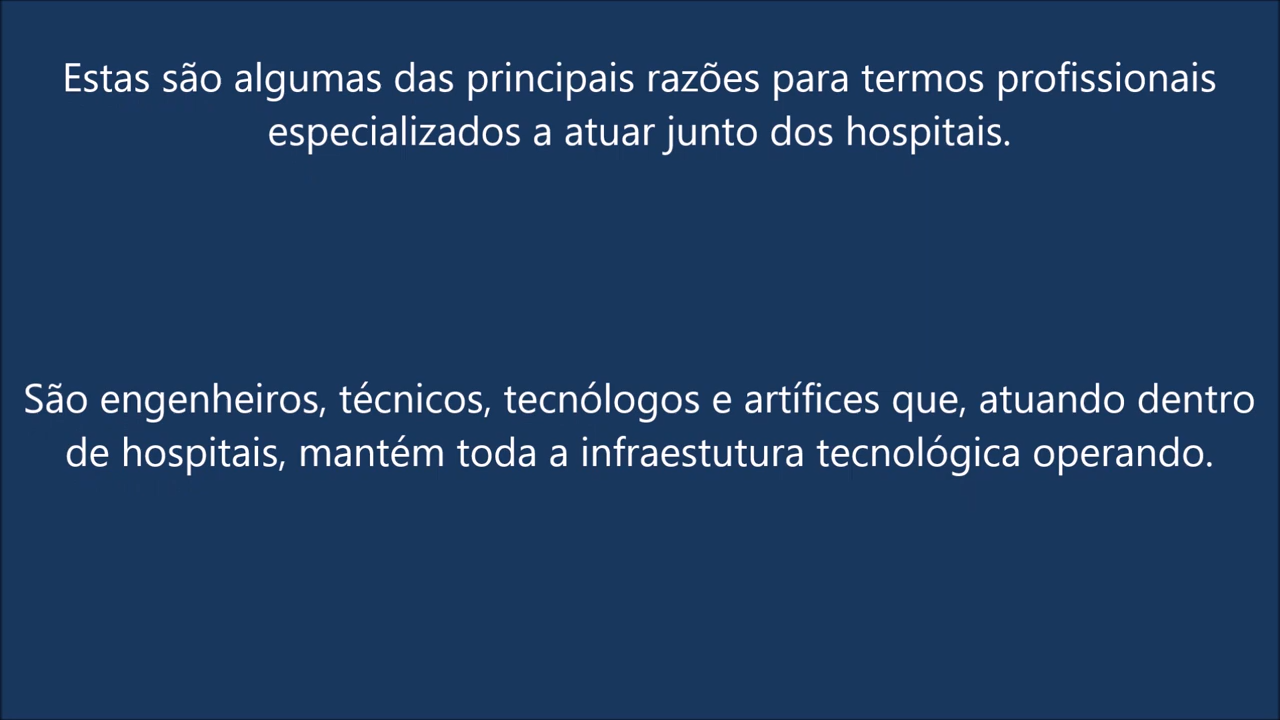 Estas são algumas das principais razões para termos profissionais
especializados a atuar junto dos hospitais.
São engenheiros, técnicos, tecnólogos e artífices que, atuando dentro
de hospitais, mantém toda a infraestutura tecnológica operando.